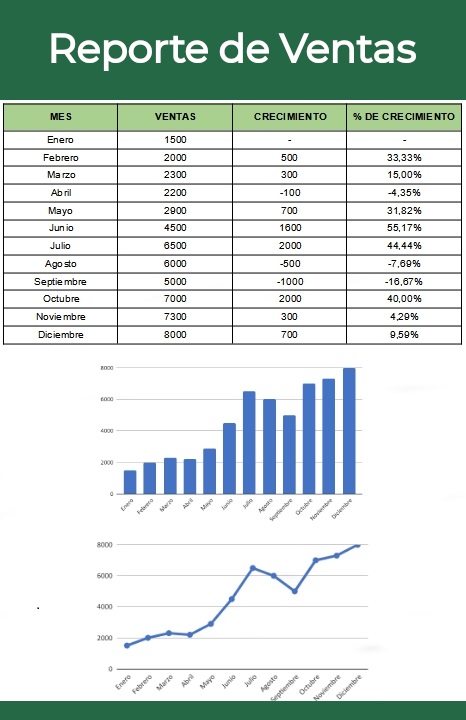 Reporte de Ventas
MES VENTAS CRECIMIENTO % DE CRECIMIENTO
Enero 1500 - -
Febrero 2000 500 33,33%
Marzo 2300 300 15,00%
Abril 2200 -100 -4,35%
Mayo 2900 700 31,82%
Junio 4500 1600 55,17%
Julio 6500 2000 44,44%
Agosto 6000 -500 -7,69%
Septiembre 5000 -1000 -16,67%
Octubre 7000 2000 40,00%
Noviembre 7300 300 4,29%
Diciembre 8000 700 9,59%
8000
6000
4000
2000
0
Enero Febrero Marzo Abril Mayo Junio Julio Agosto Septiembre Octubre Noviembre Diciembre
8000
6000
4000
2000
0
Enero Febrero Marzo Abril Mayo Junio Julio Agosto Septiembre Octubre Noviembre Diciembre